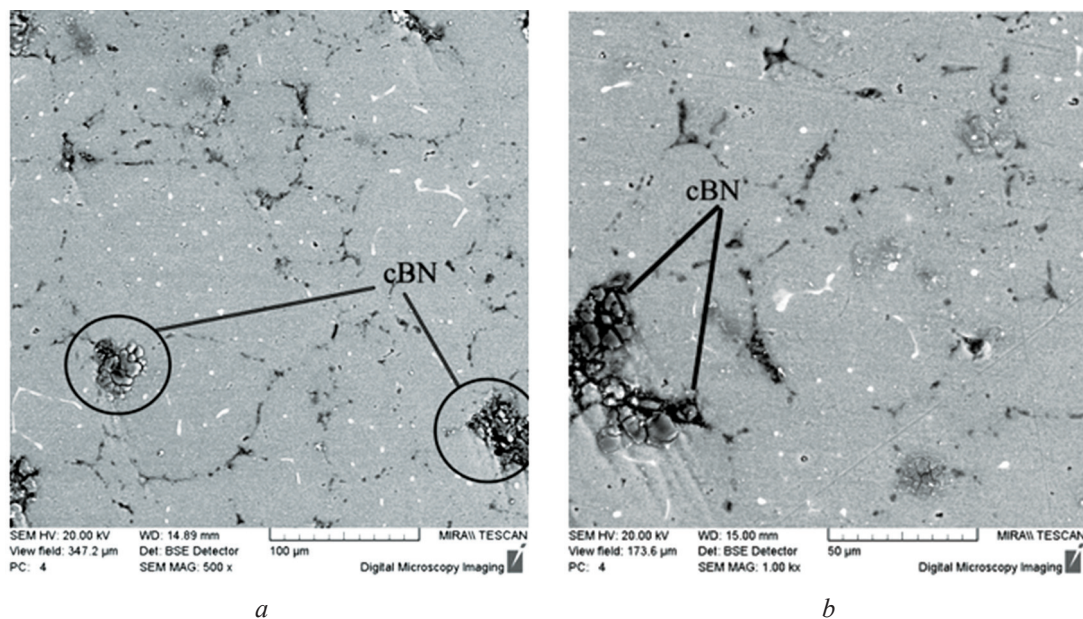 cBN
SEM HV: 20.00 kV WD: 14.89 mm MIRA\\ TESCAN
View field: 347.2 µm Det: BSE Detector 100 µm
PC: 4 SEM MAG: 500 x Digital Microscopy Imaging
a
cBN
SEM HV: 20.00 kV WD: 15.00 mm MIRA\\ TESCAN
View field: 173.6 µm Det: BSE Detector 50 µm
PC: 4 SEM MAG: 1.00 kx Digital Microscopy Imaging
b